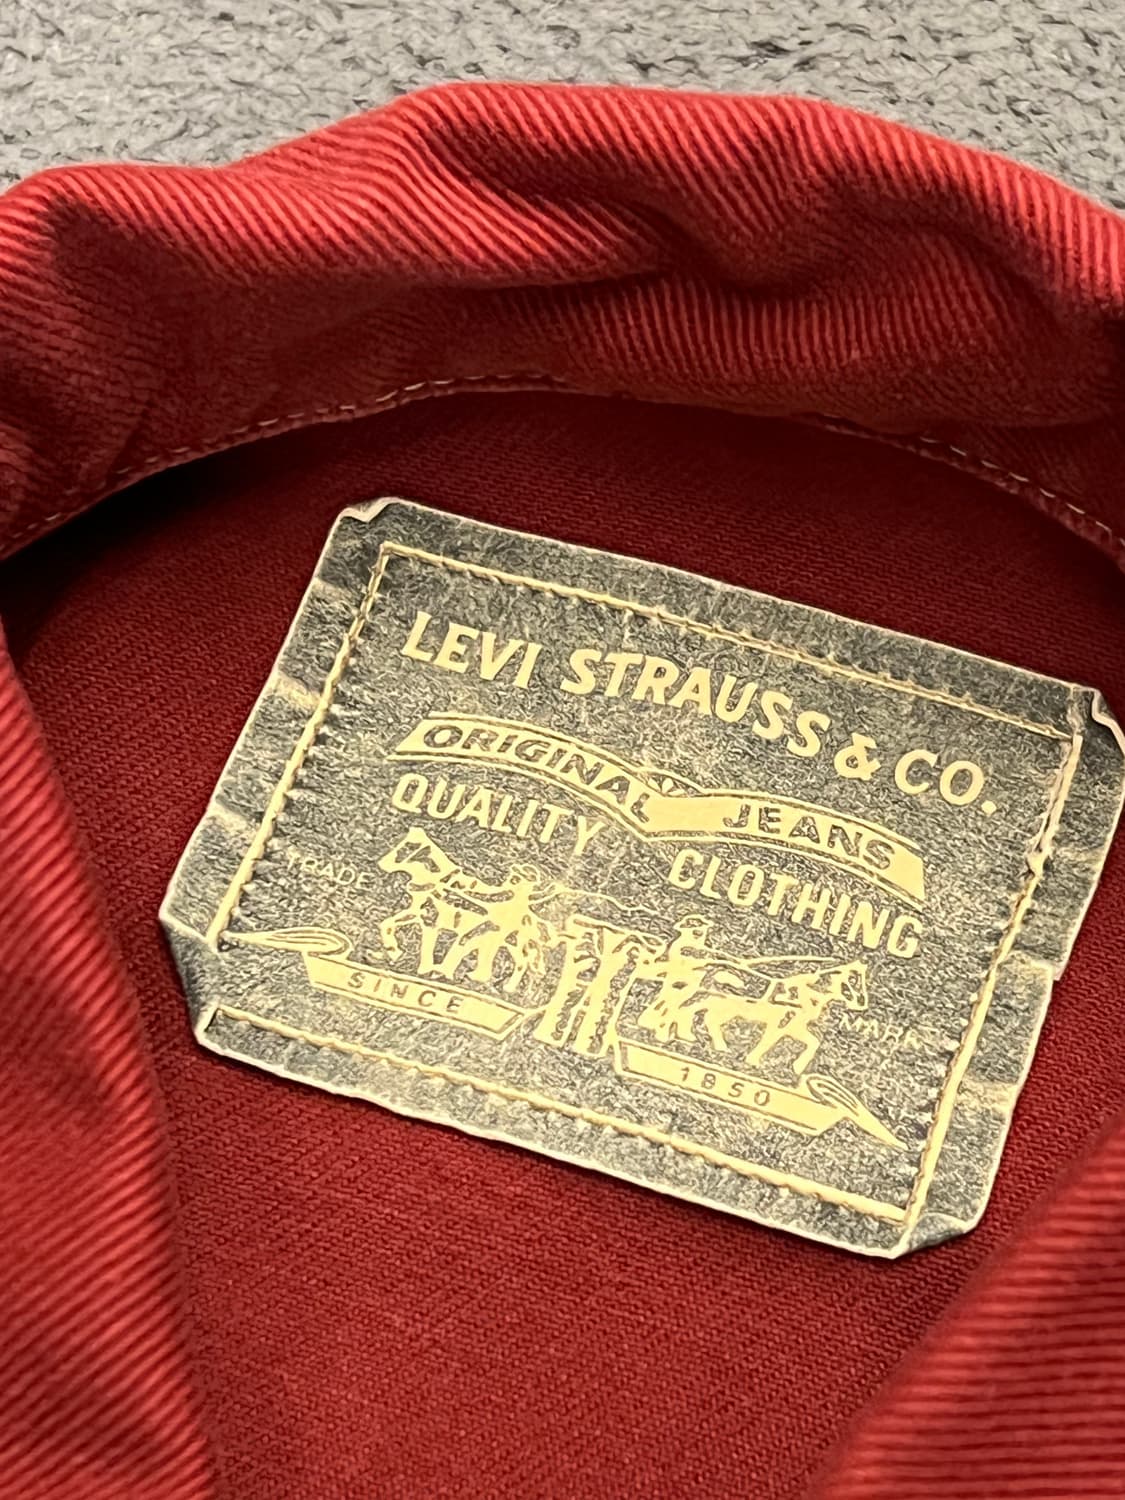 LEVI STRAUSS & CO.
ORIGINAL JEANS
QUALITY CLOTHING
TRADE MARK
SINCE 1850